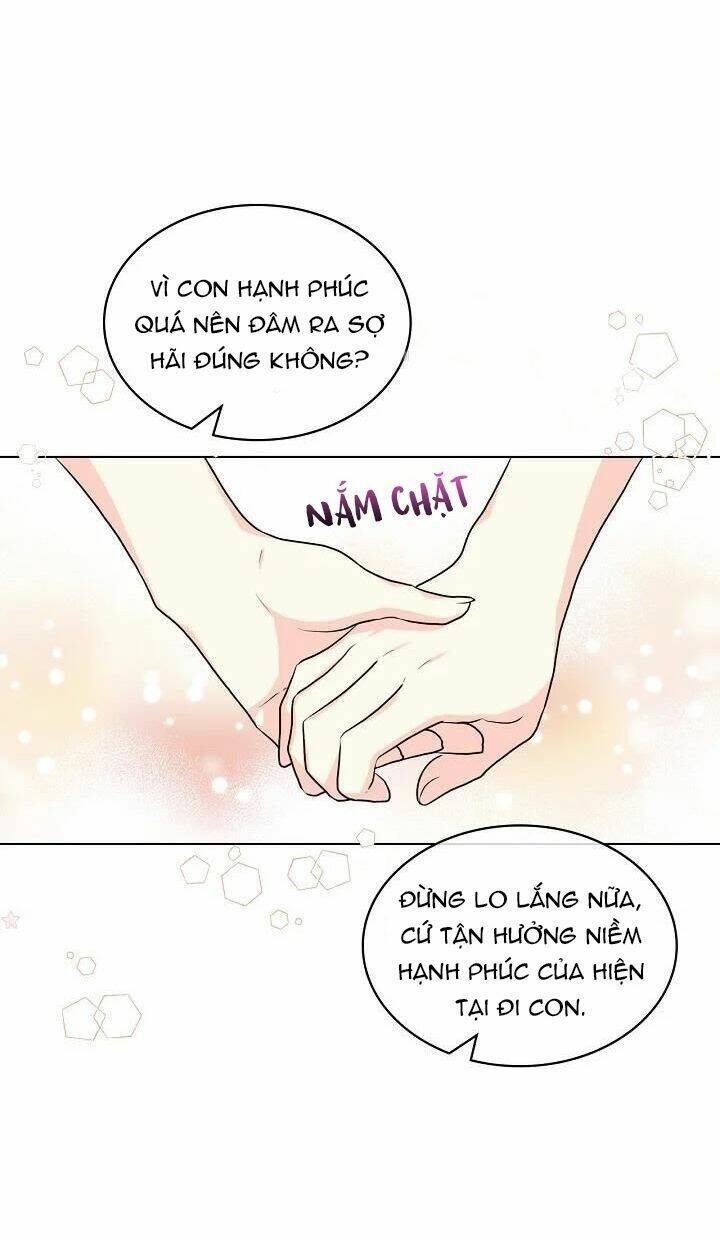 VÌ CON HẠNH PHÚC
QUÁ NÊN ĐÂM RA SỢ
HÃI ĐÚNG KHÔNG?
NẮM CHẶT
ĐỪNG LO LẮNG NỮA,
CỨ TẬN HƯỞNG NIỀM
HẠNH PHÚC CỦA HIỆN
TẠI ĐI CON.